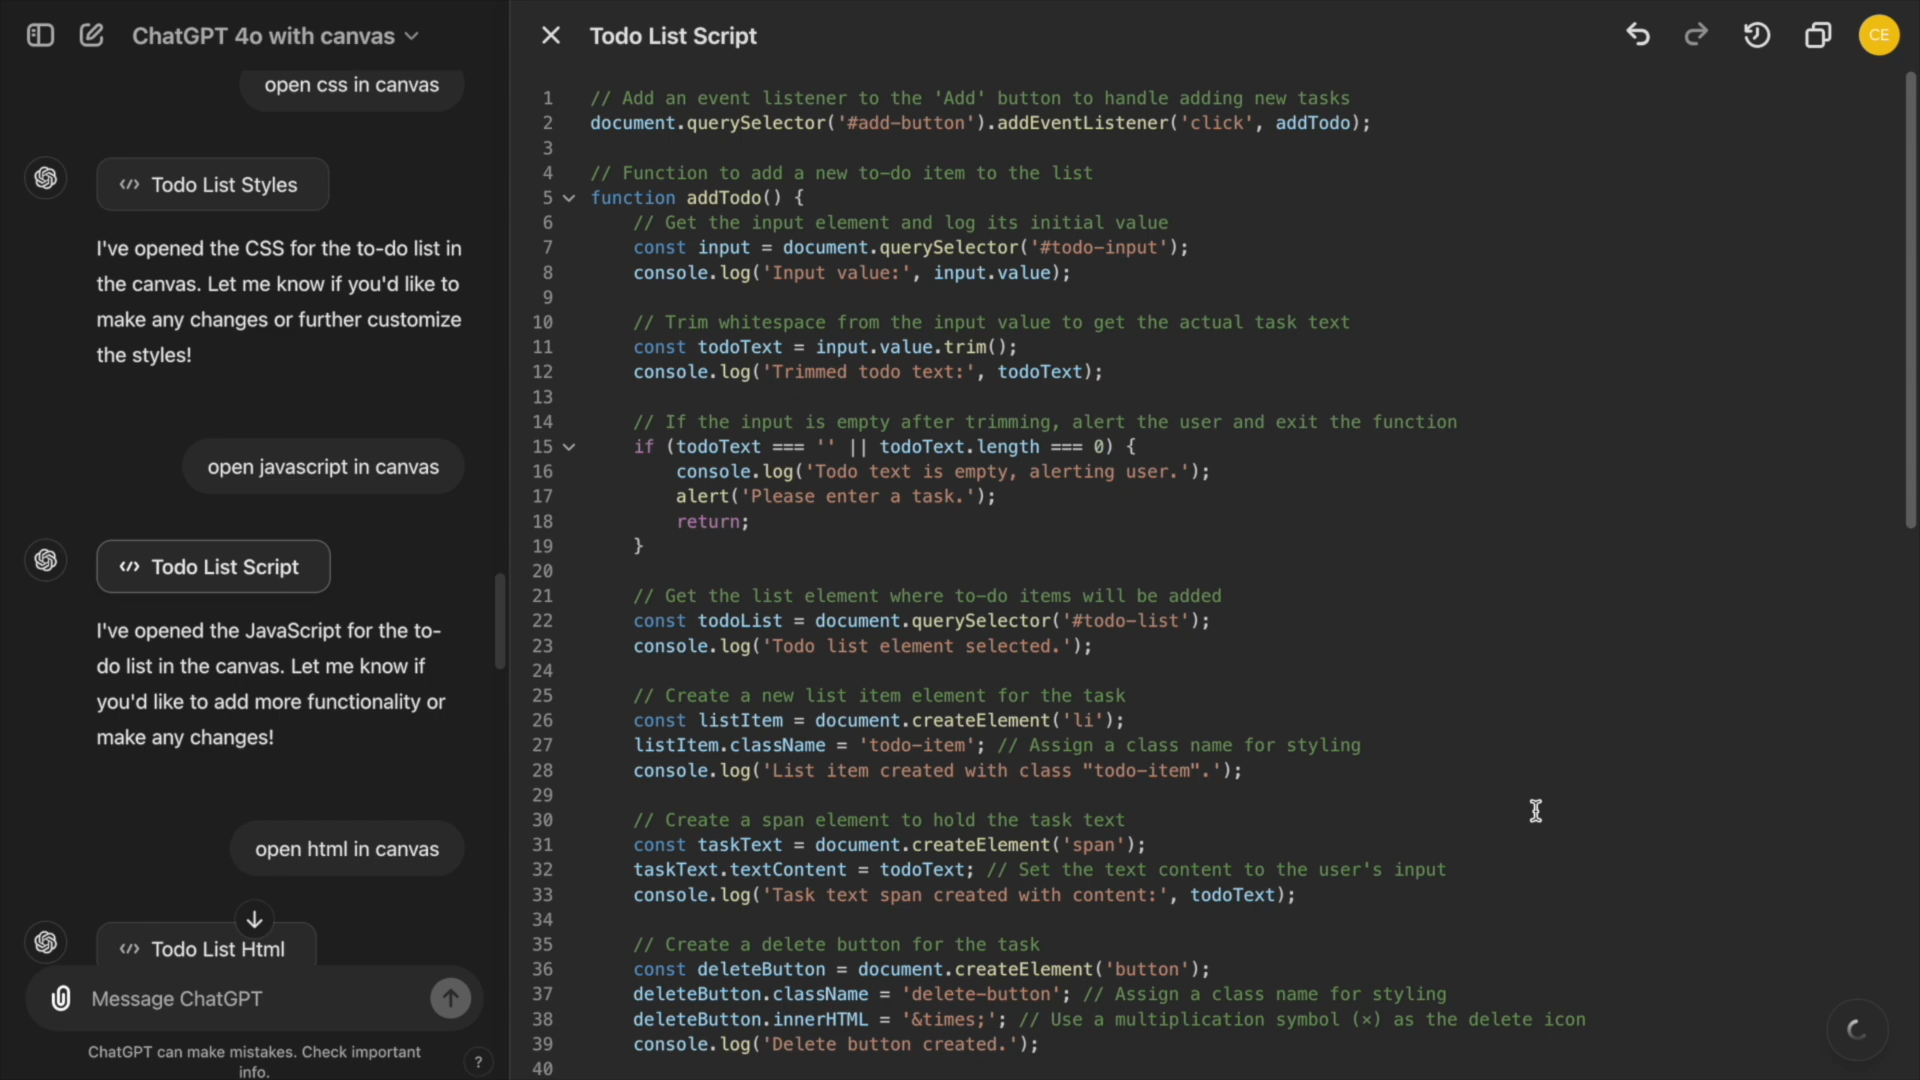 ChatGPT 4o with canvas
open css in canvas
Todo List Styles
I've opened the CSS for the to-do list in
the canvas. Let me know if you'd like to
make any changes or further customize
the styles!
open javascript in canvas
Todo List Script
I've opened the JavaScript for the to-
do list in the canvas. Let me know if
you'd like to add more functionality or
make any changes!
open html in canvas
Todo List Html
Message ChatGPT
ChatGPT can make mistakes. Check important
info.
?
Todo List Script
CE
1 // Add an event listener to the 'Add' button to handle adding new tasks
2 document.querySelector('#add-button').addEventListener('click', addTodo);
3
4 // Function to add a new to-do item to the list
5 function addTodo() {
6 // Get the input element and log its initial value
7 const input = document.querySelector('#todo-input');
8 console.log('Input value:', input.value);
9
10 // Trim whitespace from the input value to get the actual task text
11 const todoText = input.value.trim();
12 console.log('Trimmed todo text:', todoText);
13
14 // If the input is empty after trimming, alert the user and exit the function
15 if (todoText === '' || todoText.length === 0) {
16 console.log('Todo text is empty, alerting user.');
17 alert('Please enter a task.');
18 return;
19 }
20
21 // Get the list element where to-do items will be added
22 const todoList = document.querySelector('#todo-list');
23 console.log('Todo list element selected.');
24
25 // Create a new list item element for the task
26 const listItem = document.createElement('li');
27 listItem.className = 'todo-item'; // Assign a class name for styling
28 console.log('List item created with class "todo-item".');
29
30 // Create a span element to hold the task text
31 const taskText = document.createElement('span');
32 taskText.textContent = todoText; // Set the text content to the user's input
33 console.log('Task text span created with content:', todoText);
34
35 // Create a delete button for the task
36 const deleteButton = document.createElement('button');
37 deleteButton.className = 'delete-button'; // Assign a class name for styling
38 deleteButton.innerHTML = '&times;'; // Use a multiplication symbol (×) as the delete icon
39 console.log('Delete button created.');
40